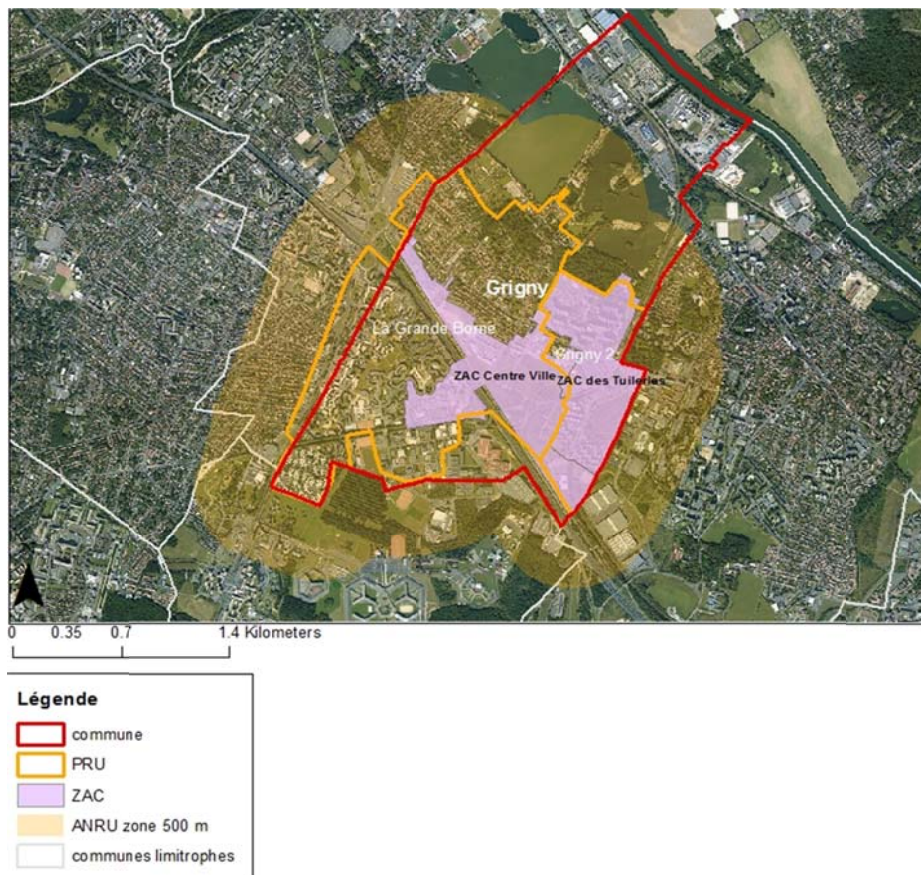 Grigny
La Grande Borne
Grigny 2
ZAC Centre Ville
ZAC des Tuileries
0 0.35 0.7 1.4 Kilometers
Légende
commune
PRU
ZAC
ANRU zone 500 m
communes limitrophes